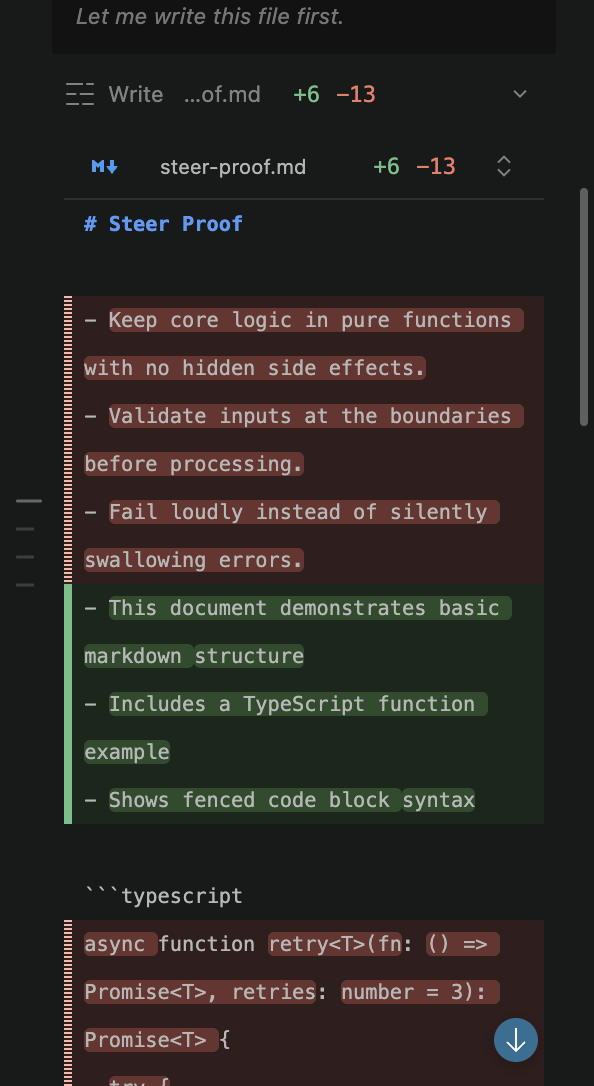 Let me write this file first.
Write ...of.md +6 −13
M↓ steer-proof.md +6 −13
# Steer Proof
- Keep core logic in pure functions
with no hidden side effects.
- Validate inputs at the boundaries
before processing.
- Fail loudly instead of silently
swallowing errors.
- This document demonstrates basic
markdown structure
- Includes a TypeScript function
example
- Shows fenced code block syntax
```typescript
async function retry<T>(fn: () =>
Promise<T>, retries: number = 3):
Promise<T> {
try {